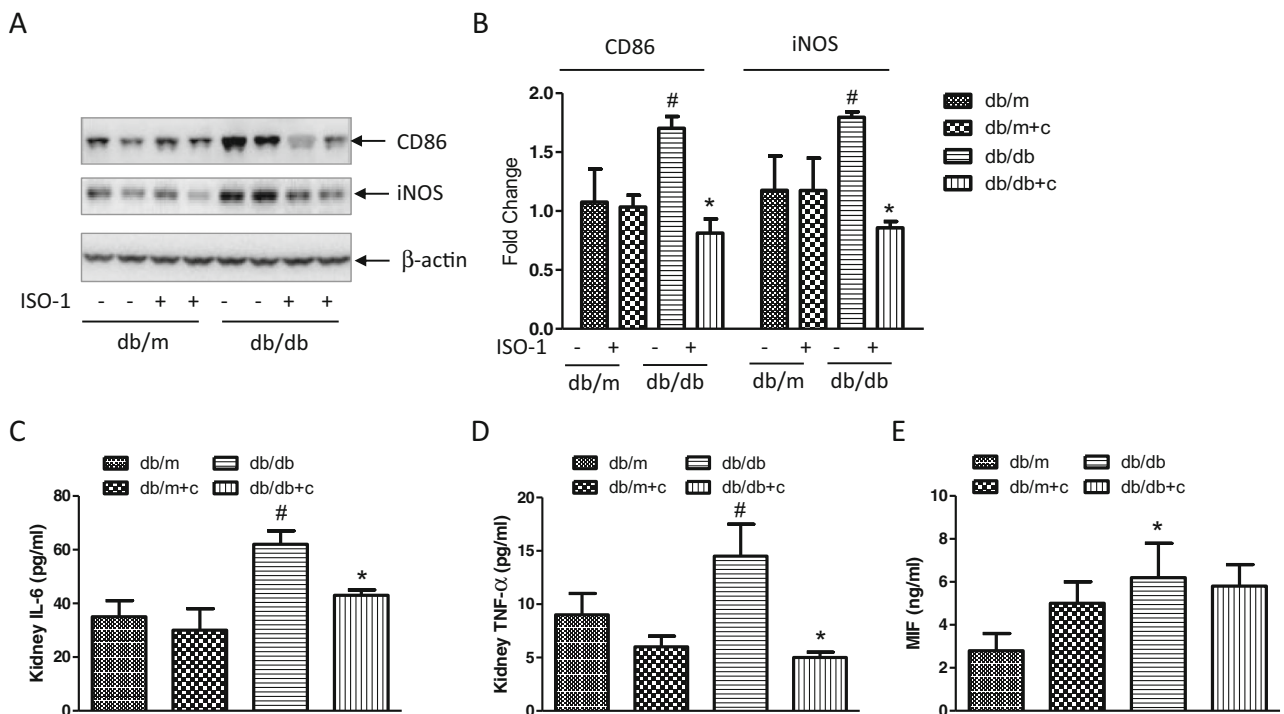 A
CD86
iNOS
β-actin
ISO-1 - - + + - - + +
db/m db/db
B
CD86 iNOS
# #
* *
2.0
1.5
1.0
0.5
0.0
Fold Change
ISO-1 - + - + - + - +
db/m db/db db/m db/db
db/m
db/m+c
db/db
db/db+c
C
db/m db/db
db/m+c db/db+c
80
60
40
20
0
Kidney IL-6 (pg/ml)
#
*
D
db/m db/db
db/m+c db/db+c
20
15
10
5
0
Kidney TNF-α (pg/ml)
#
*
E
db/m db/db
db/m+c db/db+c
10
8
6
4
2
0
MIF (ng/ml)
*